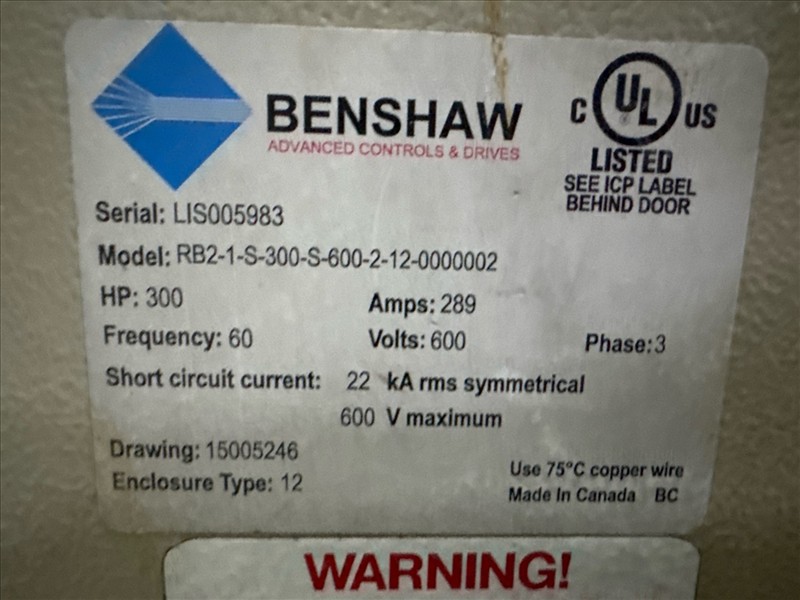 BENSHAW
ADVANCED CONTROLS & DRIVES
C UL US
LISTED
SEE ICP LABEL
BEHIND DOOR
Serial: LIS005983
Model: RB2-1-S-300-S-600-2-12-0000002
HP: 300 Amps: 289
Frequency: 60 Volts: 600 Phase:3
Short circuit current: 22 kA rms symmetrical
600 V maximum
Drawing: 15005246
Enclosure Type: 12
Use 75°C copper wire
Made In Canada BC
WARNING!